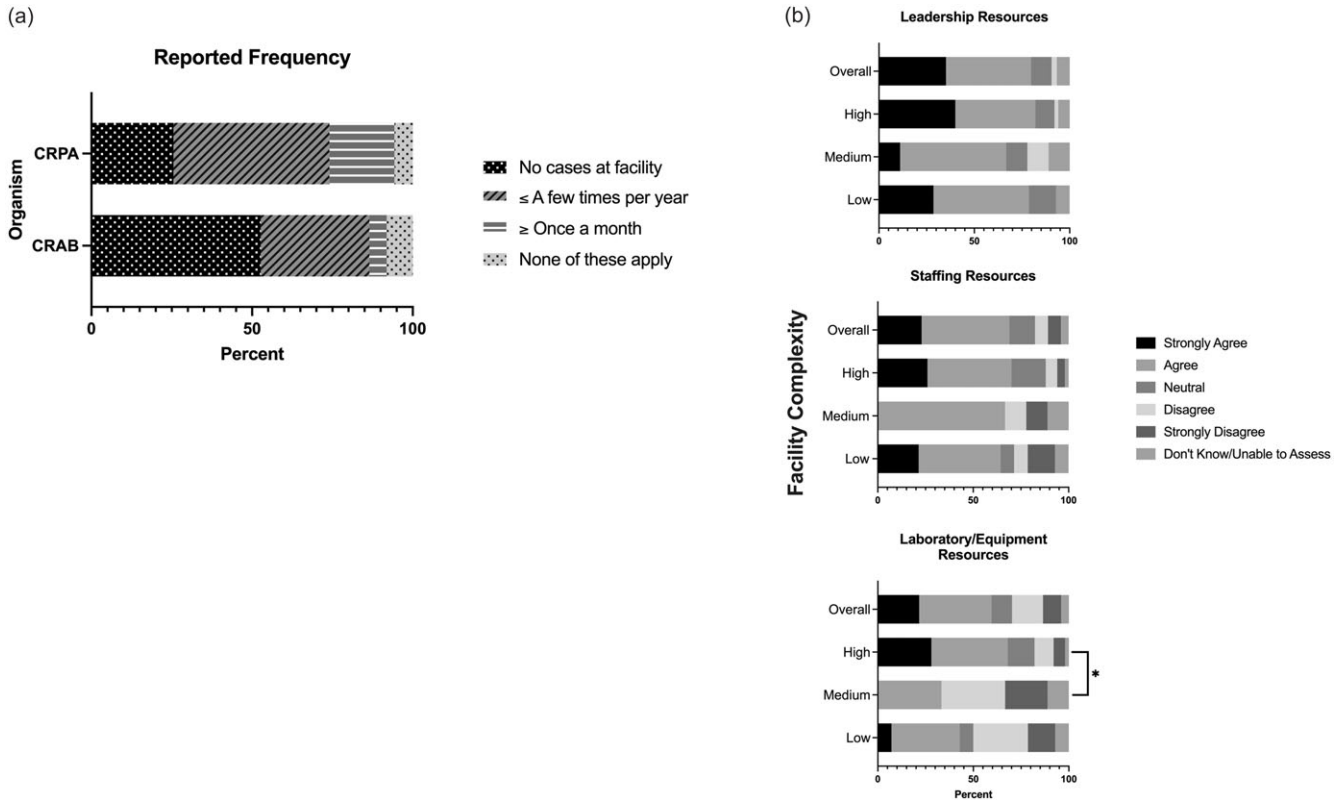 (a)
Reported Frequency
Organism
CRPA
CRAB
0
50
100
Percent
No cases at facility
≤ A few times per year
≥ Once a month
None of these apply
(b)
Facility Complexity
Leadership Resources
Overall
High
Medium
Low
0
50
100
Staffing Resources
Overall
High
Medium
Low
0
50
100
Laboratory/Equipment
Resources
Overall
High
Medium
Low
*
0
50
100
Percent
Strongly Agree
Agree
Neutral
Disagree
Strongly Disagree
Don't Know/Unable to Assess